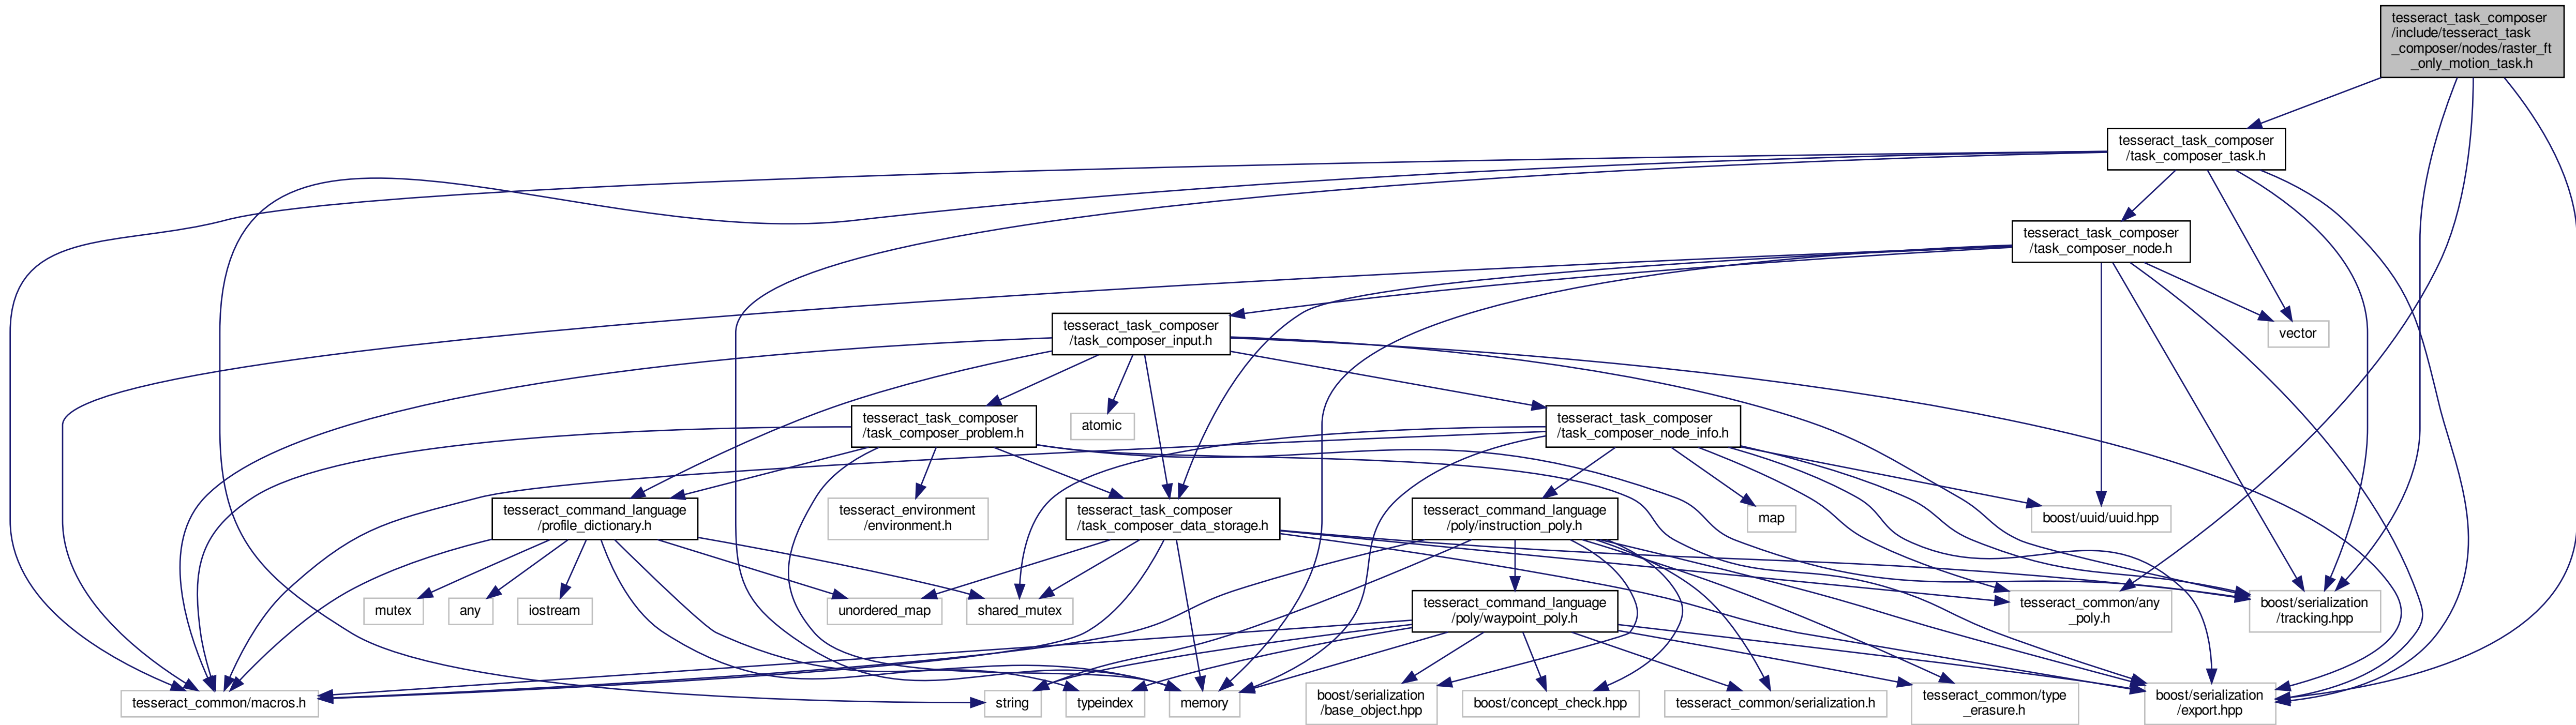 tesseract_task_composer
/include/tesseract_task
_composer/nodes/raster_ft
_only_motion_task.h
tesseract_task_composer
/task_composer_task.h
tesseract_task_composer
/task_composer_node.h
tesseract_task_composer
/task_composer_input.h
vector
tesseract_task_composer
/task_composer_problem.h
atomic
tesseract_task_composer
/task_composer_node_info.h
tesseract_command_language
/profile_dictionary.h
tesseract_environment
/environment.h
tesseract_task_composer
/task_composer_data_storage.h
tesseract_command_language
/poly/instruction_poly.h
map
boost/uuid/uuid.hpp
mutex
any
iostream
unordered_map
shared_mutex
tesseract_command_language
/poly/waypoint_poly.h
tesseract_common/any
_poly.h
boost/serialization
/tracking.hpp
tesseract_common/macros.h
string
typeindex
memory
boost/serialization
/base_object.hpp
boost/concept_check.hpp
tesseract_common/serialization.h
tesseract_common/type
_erasure.h
boost/serialization
/export.hpp